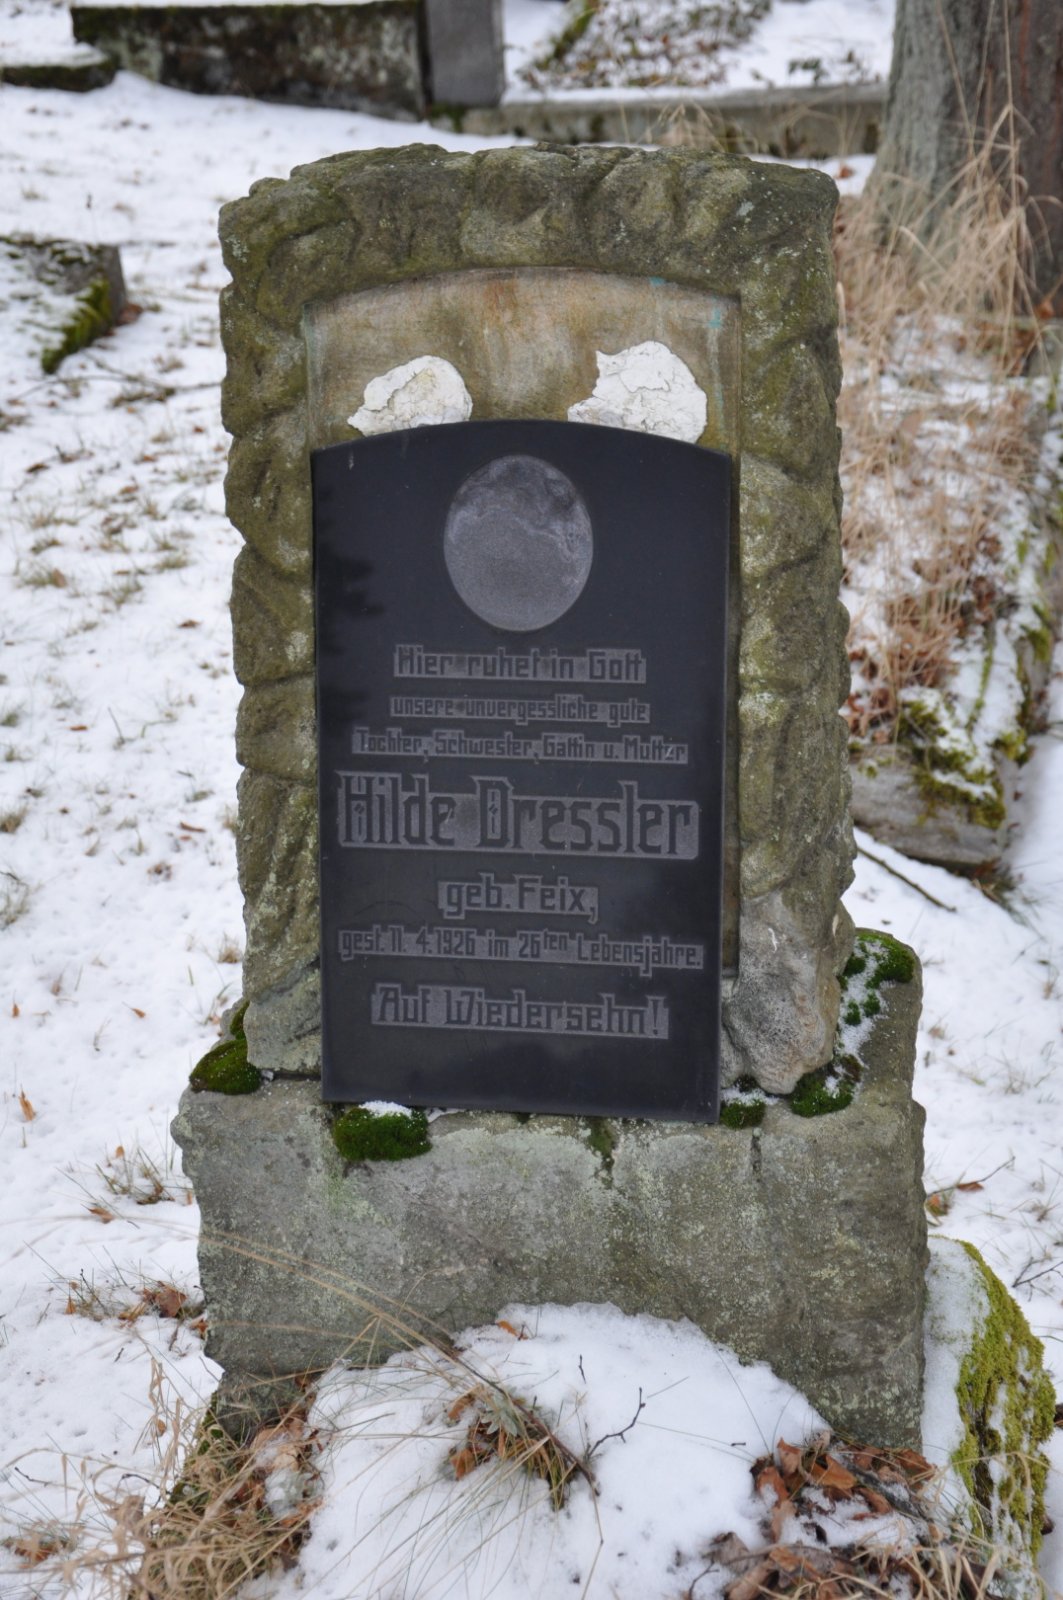 Hier ruhet in Gott
unsere unvergessliche gute
Tochter, Schwester, Gattin u. Mutter
Hilde Dressler
geb. Feix,
gest. 11. 4. 1926 im 26ten Lebensjahre.
Auf Wiedersehn!